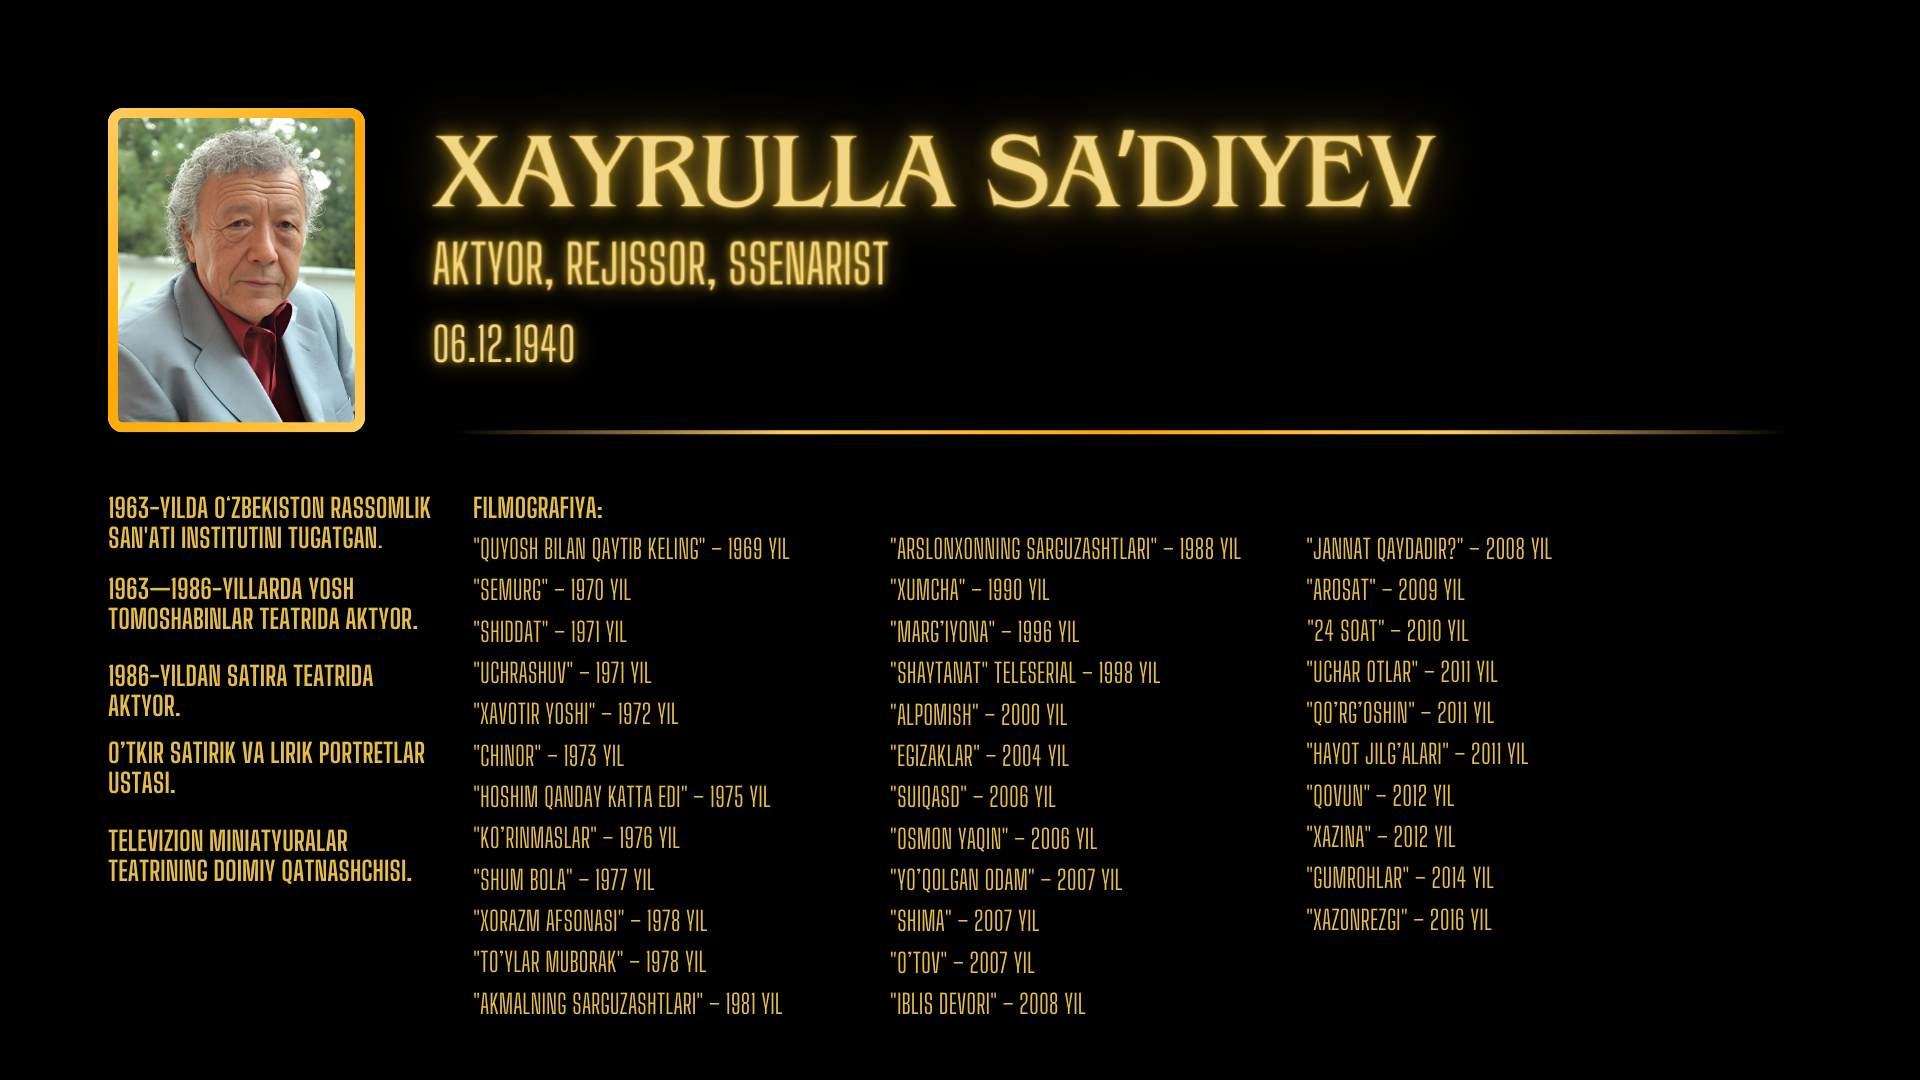 XAYRULLA SA'DIYEV
AKTYOR, REJISSOR, SSENARIST
06.12.1940
1963-YILDA O‘ZBEKISTON RASSOMLIK
SAN'ATI INSTITUTINI TUGATGAN.
1963—1986-YILLARDA YOSH
TOMOSHABINLAR TEATRIDA AKTYOR.
1986-YILDAN SATIRA TEATRIDA
AKTYOR.
O’TKIR SATIRIK VA LIRIK PORTRETLAR
USTASI.
TELEVIZION MINIATYURALAR
TEATRINING DOIMIY QATNASHCHISI.
FILMOGRAFIYA:
"QUYOSH BILAN QAYTIB KELING" – 1969 YIL
"SEMURG" – 1970 YIL
"SHIDDAT" – 1971 YIL
"UCHRASHUV" – 1971 YIL
"XAVOTIR YOSHI" – 1972 YIL
"CHINOR" – 1973 YIL
"HOSHIM QANDAY KATTA EDI" – 1975 YIL
"KO’RINMASLAR" – 1976 YIL
"SHUM BOLA" – 1977 YIL
"XORAZM AFSONASI" – 1978 YIL
"TO’YLAR MUBORAK" – 1978 YIL
"AKMALNING SARGUZASHTLARI" – 1981 YIL
"ARSLONXONNING SARGUZASHTLARI" – 1988 YIL
"XUMCHA" – 1990 YIL
"MARG’IYONA" – 1996 YIL
"SHAYTANAT" TELESERIAL – 1998 YIL
"ALPOMISH" – 2000 YIL
"EGIZAKLAR" – 2004 YIL
"SUIQASD" – 2006 YIL
"OSMON YAQIN" – 2006 YIL
"YO’QOLGAN ODAM" – 2007 YIL
"SHIMA" – 2007 YIL
"O’TOV" – 2007 YIL
"IBLIS DEVORI" – 2008 YIL
"JANNAT QAYDADIR?" – 2008 YIL
"AROSAT" – 2009 YIL
"24 SOAT" – 2010 YIL
"UCHAR OTLAR" – 2011 YIL
"QO’RG’OSHIN" – 2011 YIL
"HAYOT JILG’ALARI" – 2011 YIL
"QOVUN" – 2012 YIL
"XAZINA" – 2012 YIL
"GUMROHLAR" – 2014 YIL
"XAZONREZGI" – 2016 YIL